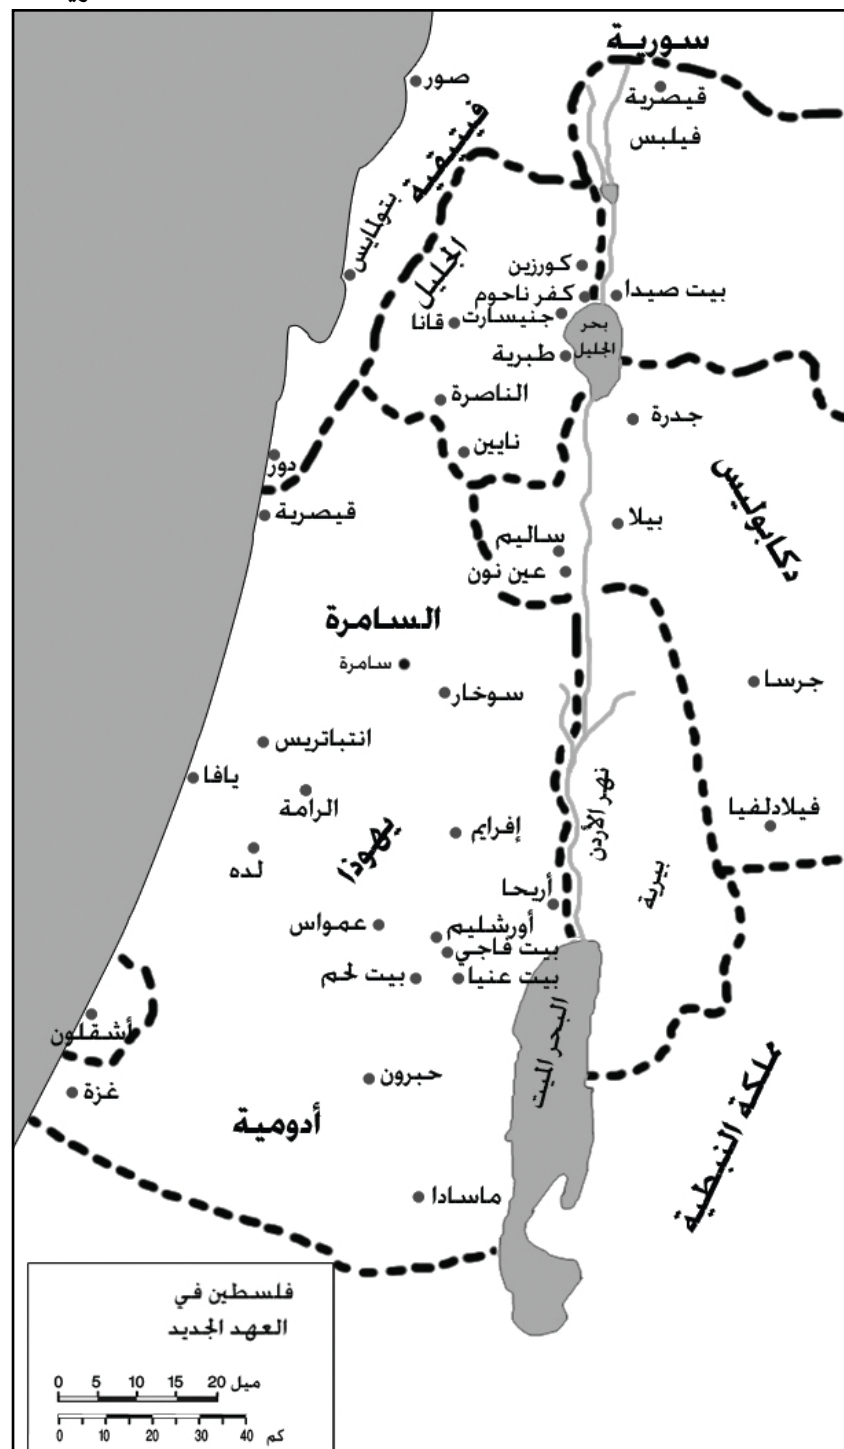 سورية
صور
قيصرية
فيلبس
فينيقية
بتولمايس
الجليل
كورزين
كفر ناحوم
بيت صيدا
جنيسارت
قانا
بحر
الجليل
طبرية
الناصرة
جدرة
نايين
دور
قيصرية
بيلا
دكابوليس
ساليم
عين نون
السامرة
سامرة
سوخار
جرسا
انتباتريس
يافا
الرامة
نهر الأردن
فيلادلفيا
إفرايم
يهوذا
لده
بيرية
أريحا
عمواس
أورشليم
بيت فاجي
بيت لحم
بيت عنيا
البحر الميت
أشقلون
حبرون
غزة
أدومية
مملكة النبطية
ماسادا
فلسطين في
العهد الجديد
0 5 10 15 20 ميل
0 10 20 30 40 كم